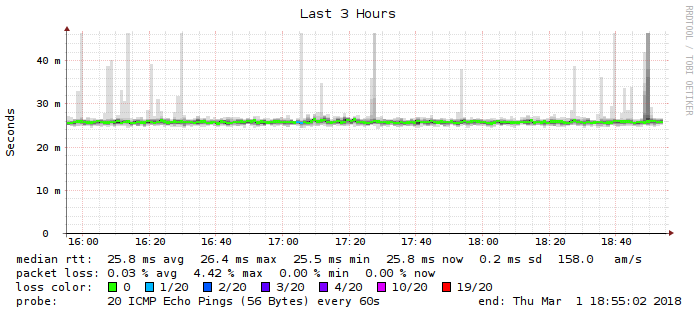 Last 3 Hours
RRDTOOL / TOBI OETIKER
Seconds
40 m
30 m
20 m
10 m
0
16:00 16:20 16:40 17:00 17:20 17:40 18:00 18:20 18:40
median rtt: 25.8 ms avg 26.4 ms max 25.5 ms min 25.8 ms now 0.2 ms sd 158.0 am/s
packet loss: 0.03 % avg 4.42 % max 0.00 % min 0.00 % now
loss color: 0 1/20 2/20 3/20 4/20 10/20 19/20
probe: 20 ICMP Echo Pings (56 Bytes) every 60s end: Thu Mar 1 18:55:02 2018